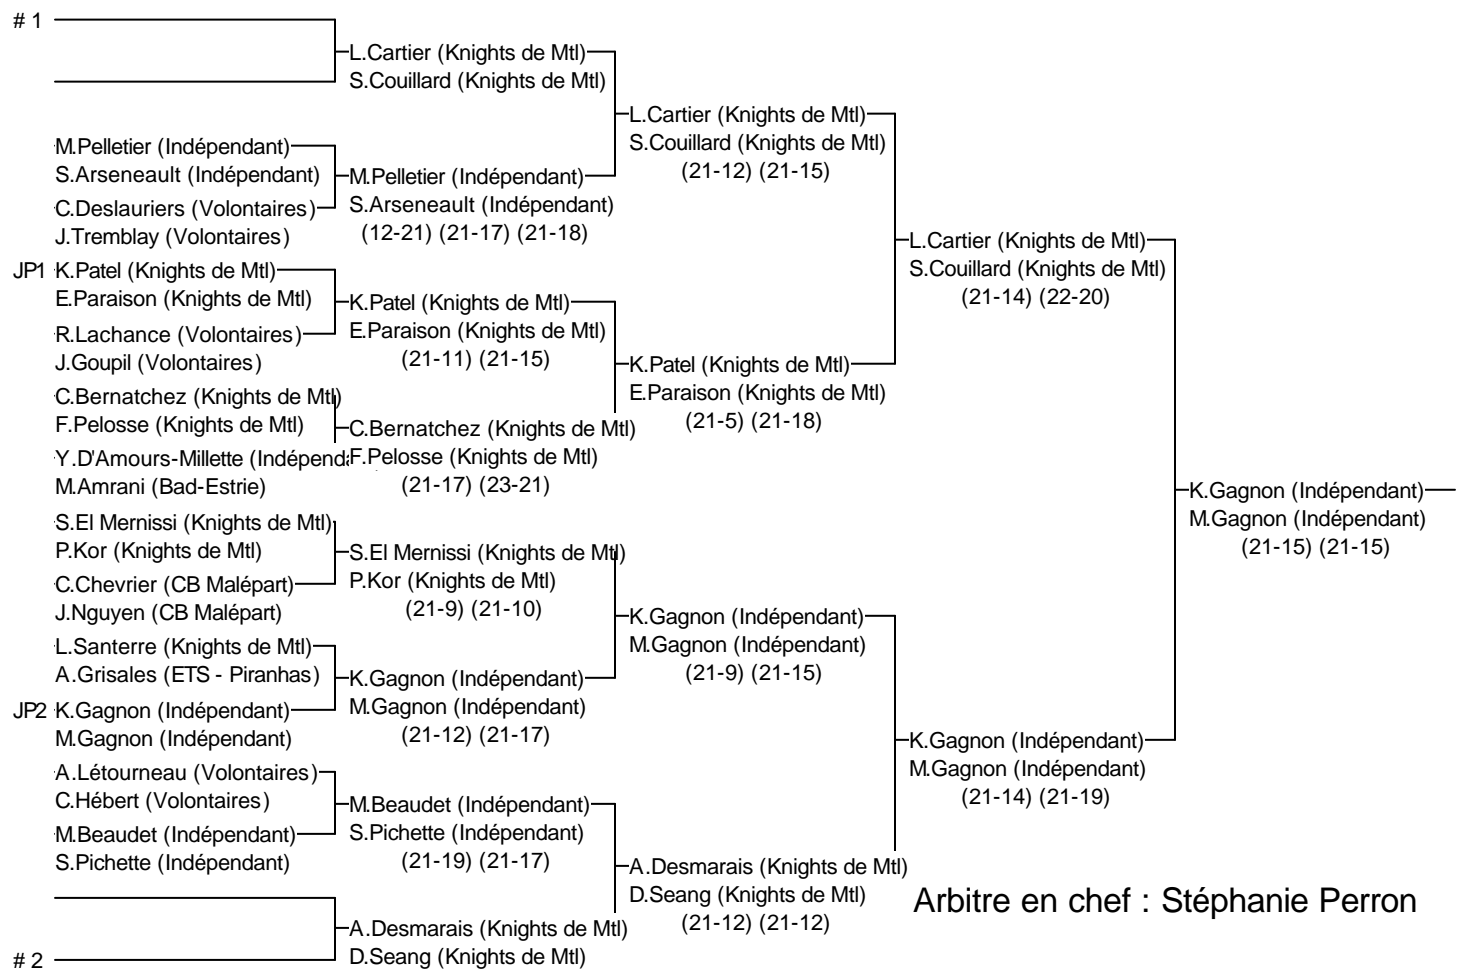 # 1
L.Cartier (Knights de Mtl)
S.Couillard (Knights de Mtl)
L.Cartier (Knights de Mtl)
S.Couillard (Knights de Mtl)
(21-12) (21-15)
M.Pelletier (Indépendant)
S.Arseneault (Indépendant)
M.Pelletier (Indépendant)
S.Arseneault (Indépendant)
(12-21) (21-17) (21-18)
C.Deslauriers (Volontaires)
J.Tremblay (Volontaires)
L.Cartier (Knights de Mtl)
S.Couillard (Knights de Mtl)
(21-14) (22-20)
JP1 K.Patel (Knights de Mtl)
E.Paraison (Knights de Mtl)
K.Patel (Knights de Mtl)
E.Paraison (Knights de Mtl)
(21-11) (21-15)
R.Lachance (Volontaires)
J.Goupil (Volontaires)
K.Patel (Knights de Mtl)
E.Paraison (Knights de Mtl)
(21-5) (21-18)
C.Bernatchez (Knights de Mtl)
F.Pelosse (Knights de Mtl)
C.Bernatchez (Knights de Mtl)
F.Pelosse (Knights de Mtl)
(21-17) (23-21)
Y.D'Amours-Millette (Indépenda
M.Amrani (Bad-Estrie)
K.Gagnon (Indépendant)
M.Gagnon (Indépendant)
(21-15) (21-15)
S.El Mernissi (Knights de Mtl)
P.Kor (Knights de Mtl)
S.El Mernissi (Knights de Mtl)
P.Kor (Knights de Mtl)
(21-9) (21-10)
C.Chevrier (CB Malépart)
J.Nguyen (CB Malépart)
K.Gagnon (Indépendant)
M.Gagnon (Indépendant)
(21-9) (21-15)
L.Santerre (Knights de Mtl)
A.Grisales (ETS - Piranhas)
K.Gagnon (Indépendant)
M.Gagnon (Indépendant)
(21-12) (21-17)
JP2 K.Gagnon (Indépendant)
M.Gagnon (Indépendant)
K.Gagnon (Indépendant)
M.Gagnon (Indépendant)
(21-14) (21-19)
A.Létourneau (Volontaires)
C.Hébert (Volontaires)
M.Beaudet (Indépendant)
S.Pichette (Indépendant)
(21-19) (21-17)
M.Beaudet (Indépendant)
S.Pichette (Indépendant)
A.Desmarais (Knights de Mtl)
D.Seang (Knights de Mtl)
(21-12) (21-12)
Arbitre en chef : Stéphanie Perron
A.Desmarais (Knights de Mtl)
D.Seang (Knights de Mtl)
# 2